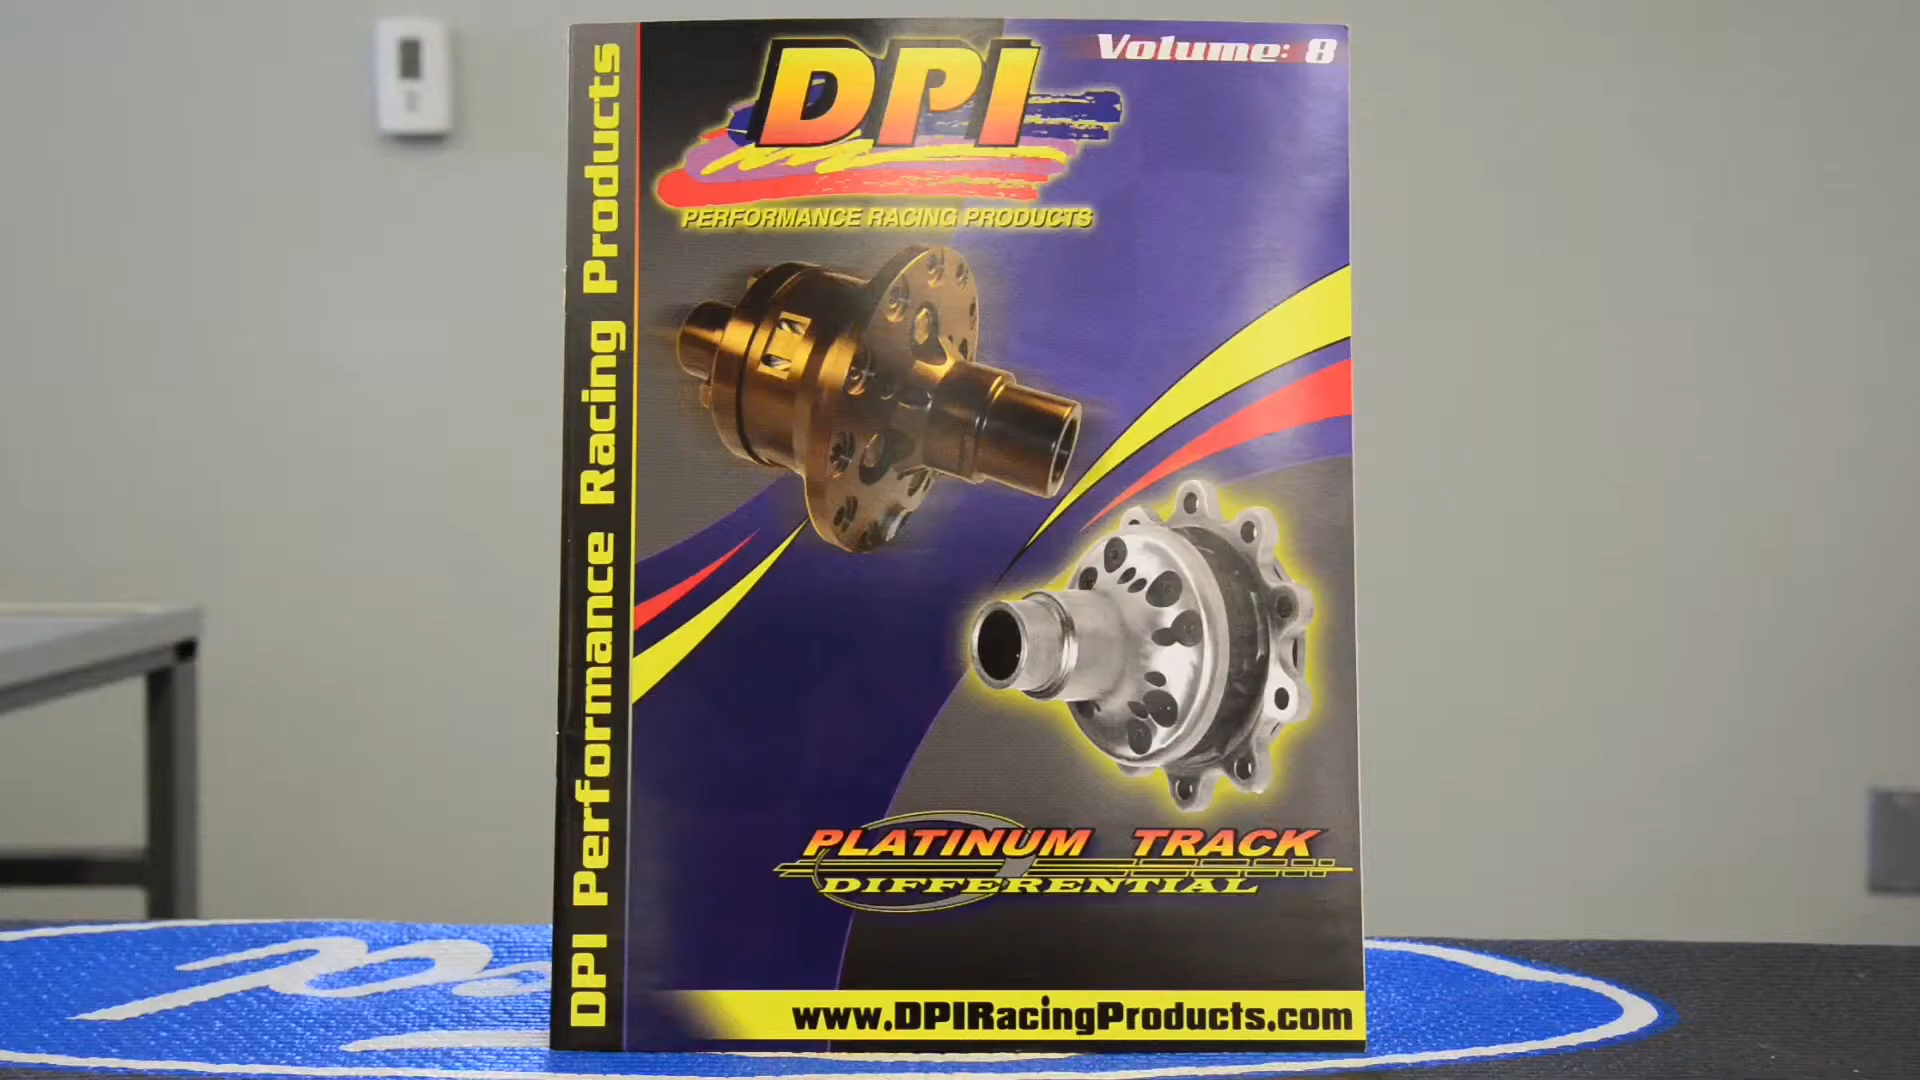 DPI Performance Racing Products
Volume: 8
DPI
PERFORMANCE RACING PRODUCTS
PLATINUM TRACK
DIFFERENTIAL
www.DPIRacingProducts.com